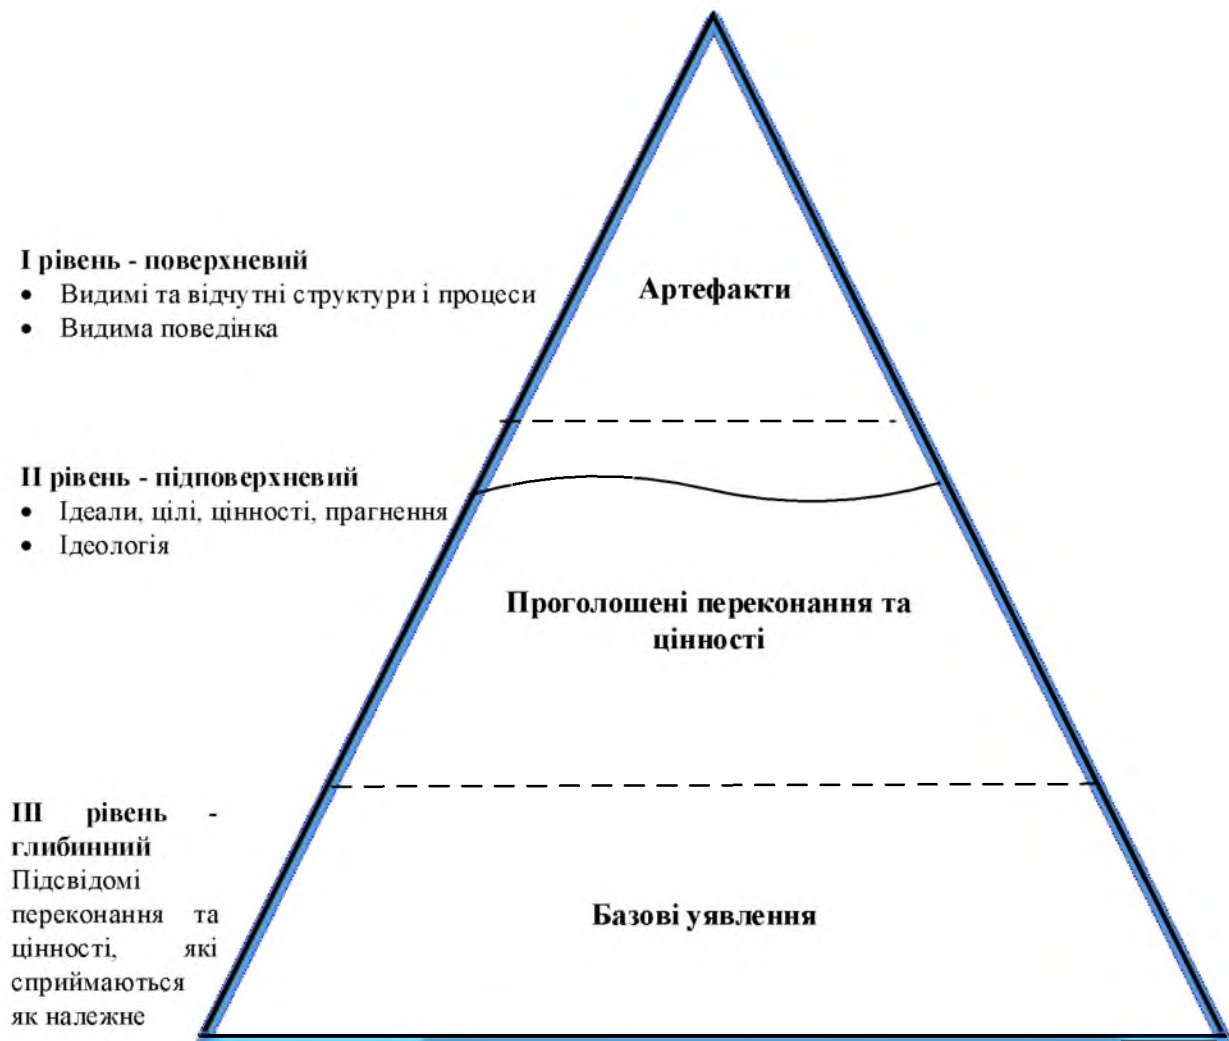 І рівень - поверхневий
• Видимі та відчутні структури і процеси
• Видима поведінка
Артефакти
ІІ рівень - підповерхневий
• Ідеали, цілі, цінності, прагнення
• Ідеологія
Проголошені переконання та
цінності
ІІІ рівень -
глибинний
Підсвідомі
переконання та
цінності, які
сприймаються
як належне
Базові уявлення